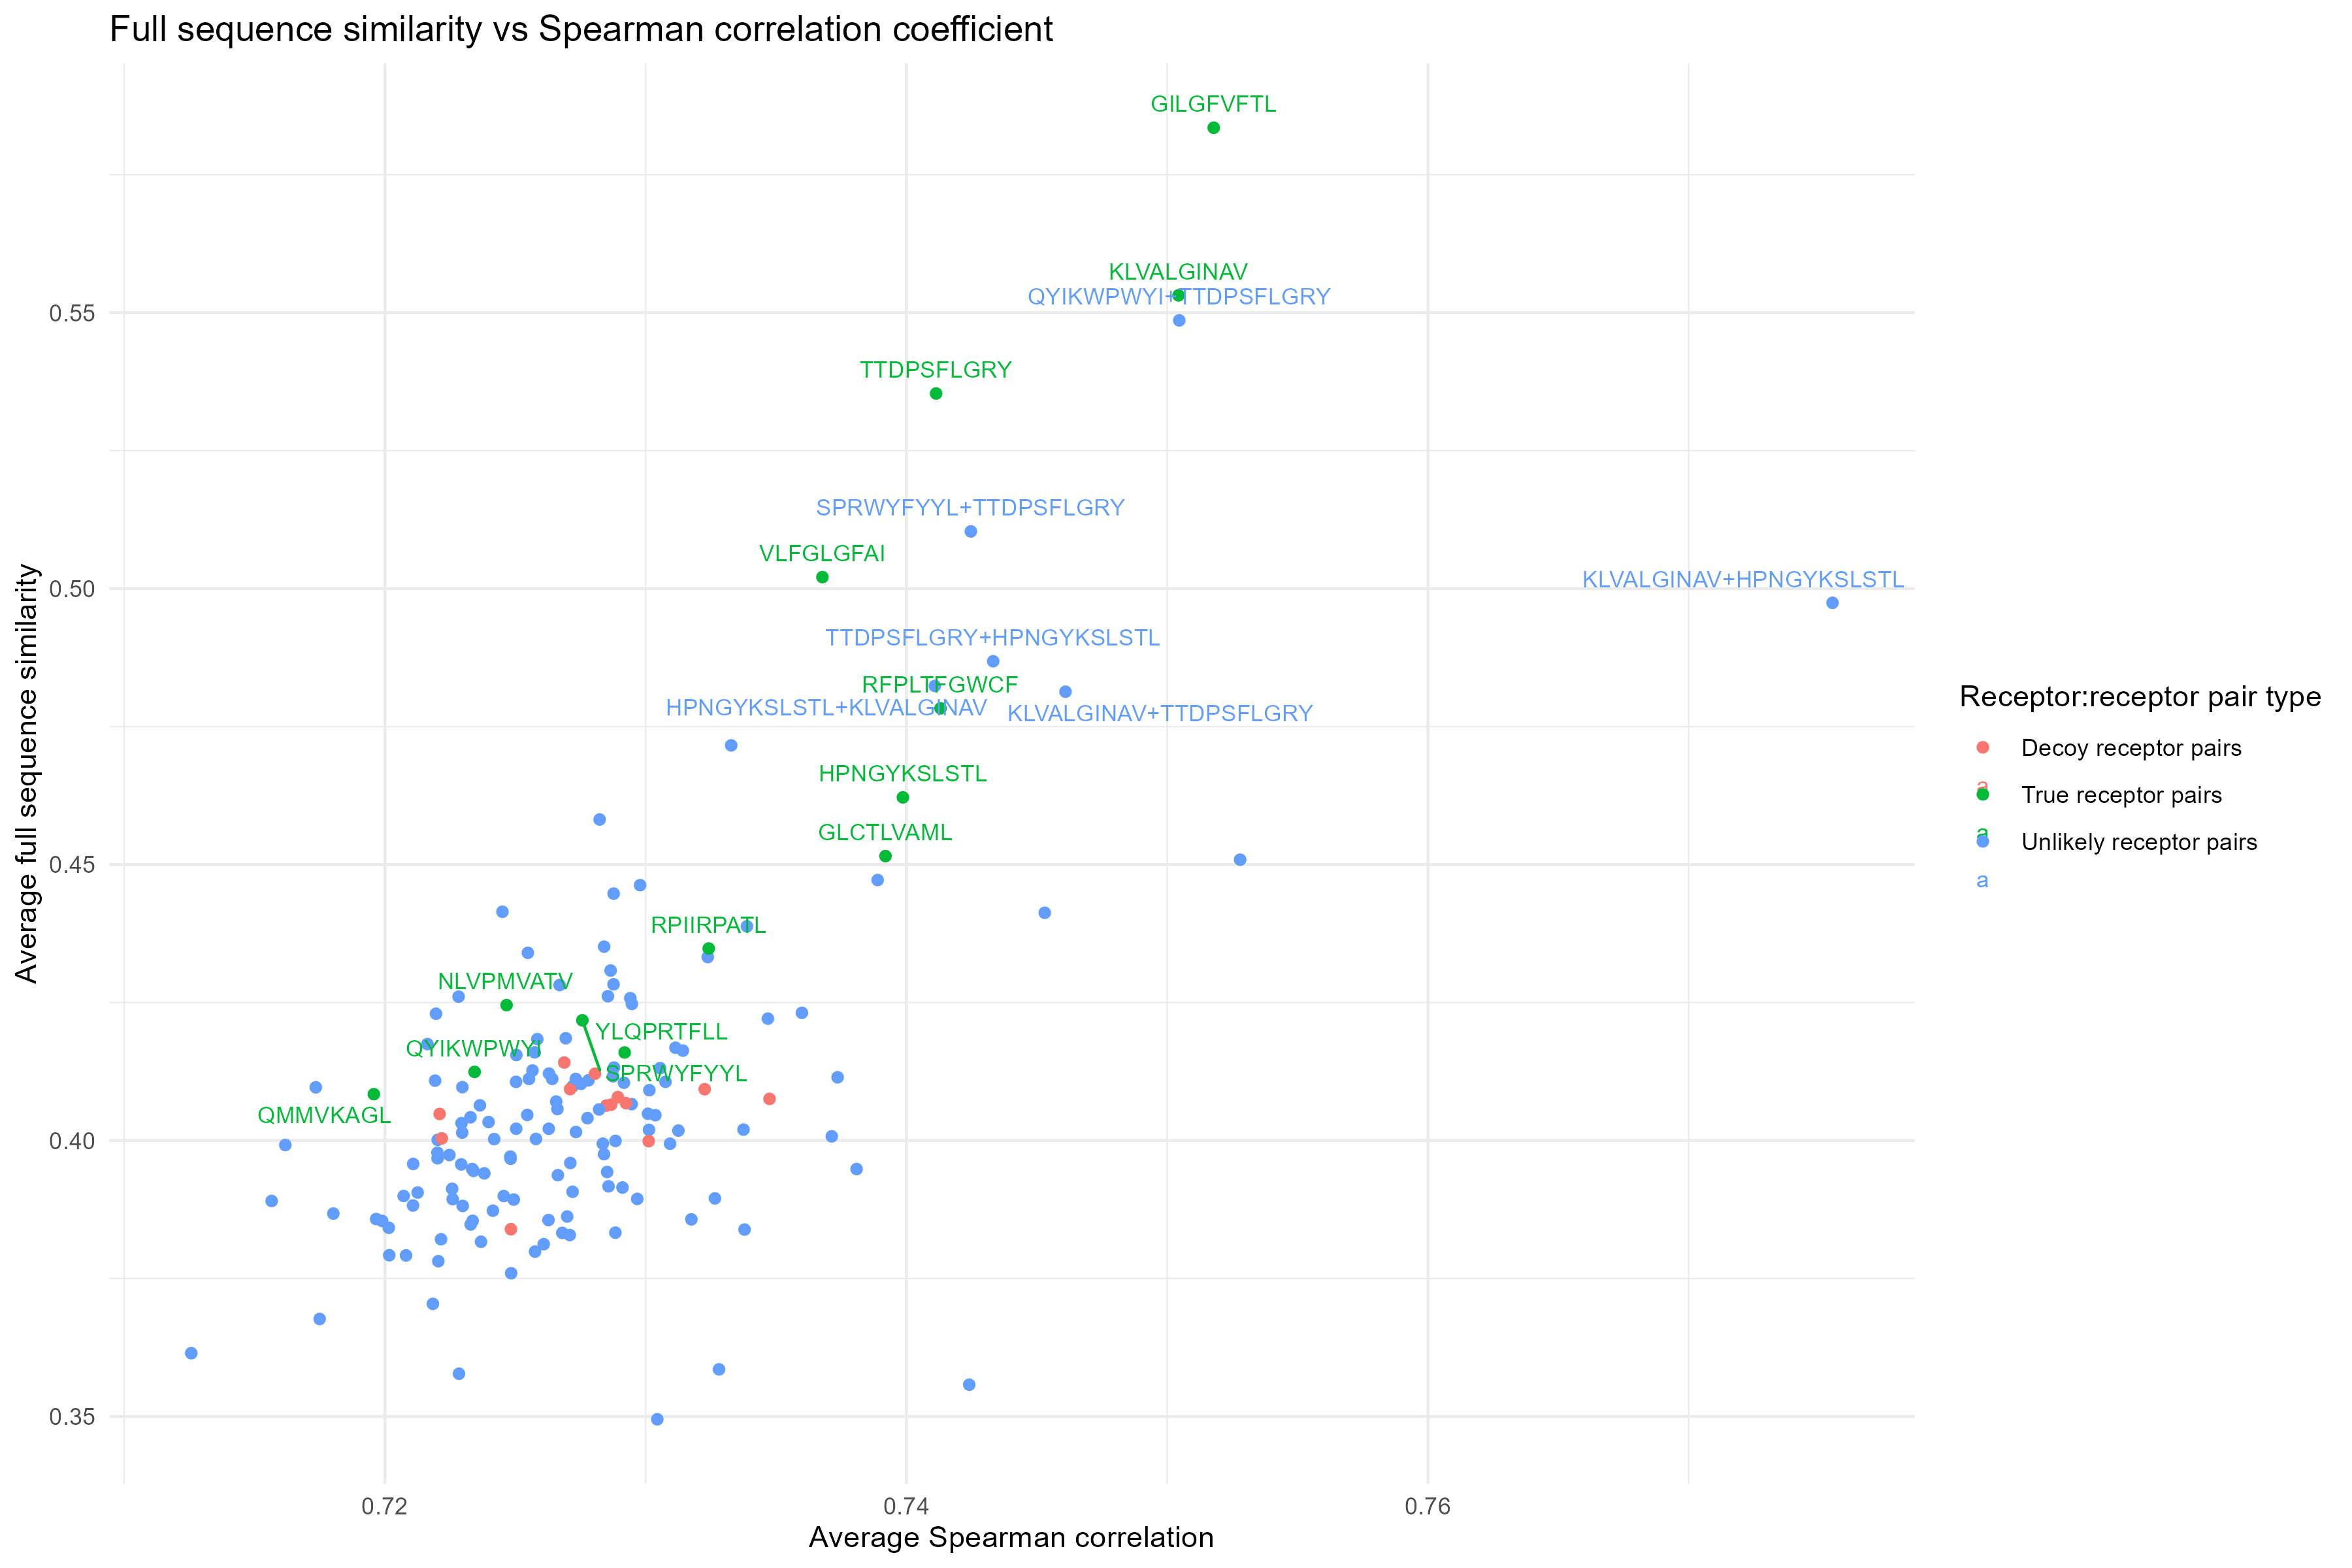 Full sequence similarity vs Spearman correlation coefficient
GILGFVFTL
KLVALGINAV
QYIKWPWYI+TTDPSFLGRY
TTDPSFLGRY
SPRWYFYYL+TTDPSFLGRY
VLFGLGFAI
KLVALGINAV+HPNGYKSLSTL
TTDPSFLGRY+HPNGYKSLSTL
RFPLTFGWCF
HPNGYKSLSTL+KLVALGINAV
KLVALGINAV+TTDPSFLGRY
HPNGYKSLSTL
GLCTLVAML
RPIIRPATL
NLVPMVATV
YLQPRTFLL
QYIKWPWYI
SPRWYFYYL
QMMVKAGL
0.55
0.50
0.45
0.40
0.35
Average full sequence similarity
0.72 0.74 0.76
Average Spearman correlation
Receptor:receptor pair type
Decoy receptor pairs
a
True receptor pairs
a
Unlikely receptor pairs
a